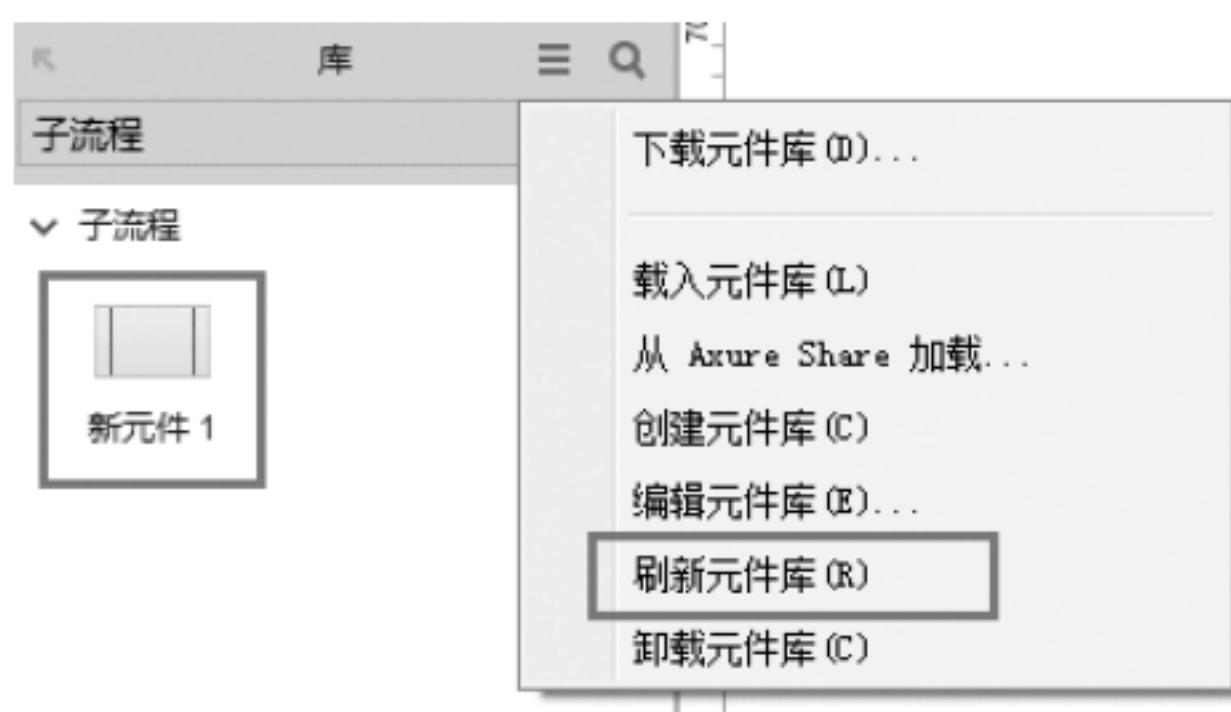 库
70
子流程
子流程
新元件 1
下载元件库(D)...
载入元件库(L)
从 Axure Share 加载...
创建元件库(C)
编辑元件库(E)...
刷新元件库(R)
卸载元件库(C)